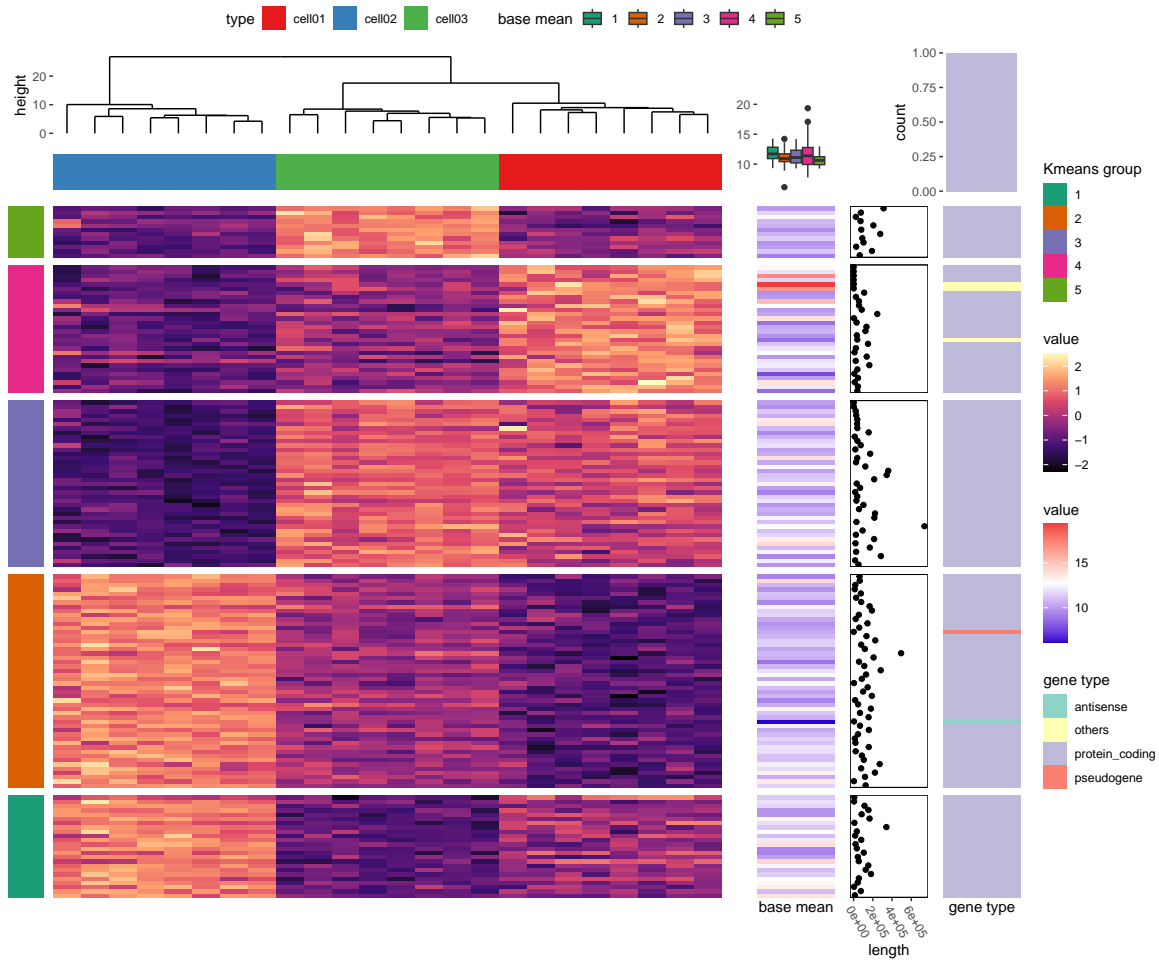 type cell01 cell02 cell03 base mean 1 2 3 4 5
height
20
10
0
20
15
10
count
1.00
0.75
0.50
0.25
0.00
Kmeans group
1
2
3
4
5
value
2
1
0
−1
−2
value
15
10
gene type
antisense
others
protein_coding
pseudogene
base mean
0e+00
2e+05
4e+05
6e+05
length
gene type